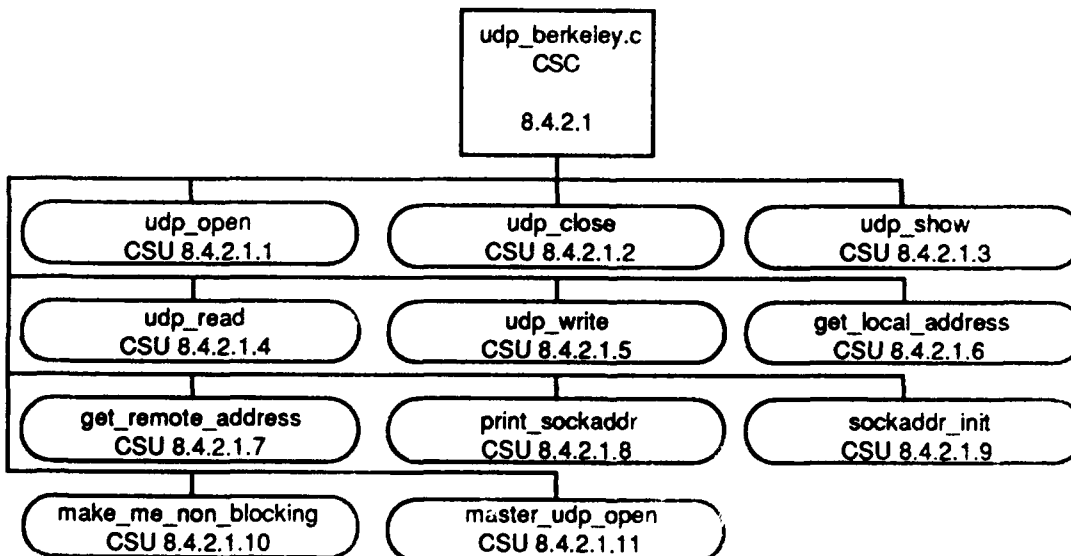 udp_berkeley.c
CSC
8.4.2.1
udp_open
CSU 8.4.2.1.1
udp_close
CSU 8.4.2.1.2
udp_show
CSU 8.4.2.1.3
udp_read
CSU 8.4.2.1.4
udp_write
CSU 8.4.2.1.5
get_local_address
CSU 8.4.2.1.6
get_remote_address
CSU 8.4.2.1.7
print_sockaddr
CSU 8.4.2.1.8
sockaddr_init
CSU 8.4.2.1.9
make_me_non_blocking
CSU 8.4.2.1.10
master_udp_open
CSU 8.4.2.1.11